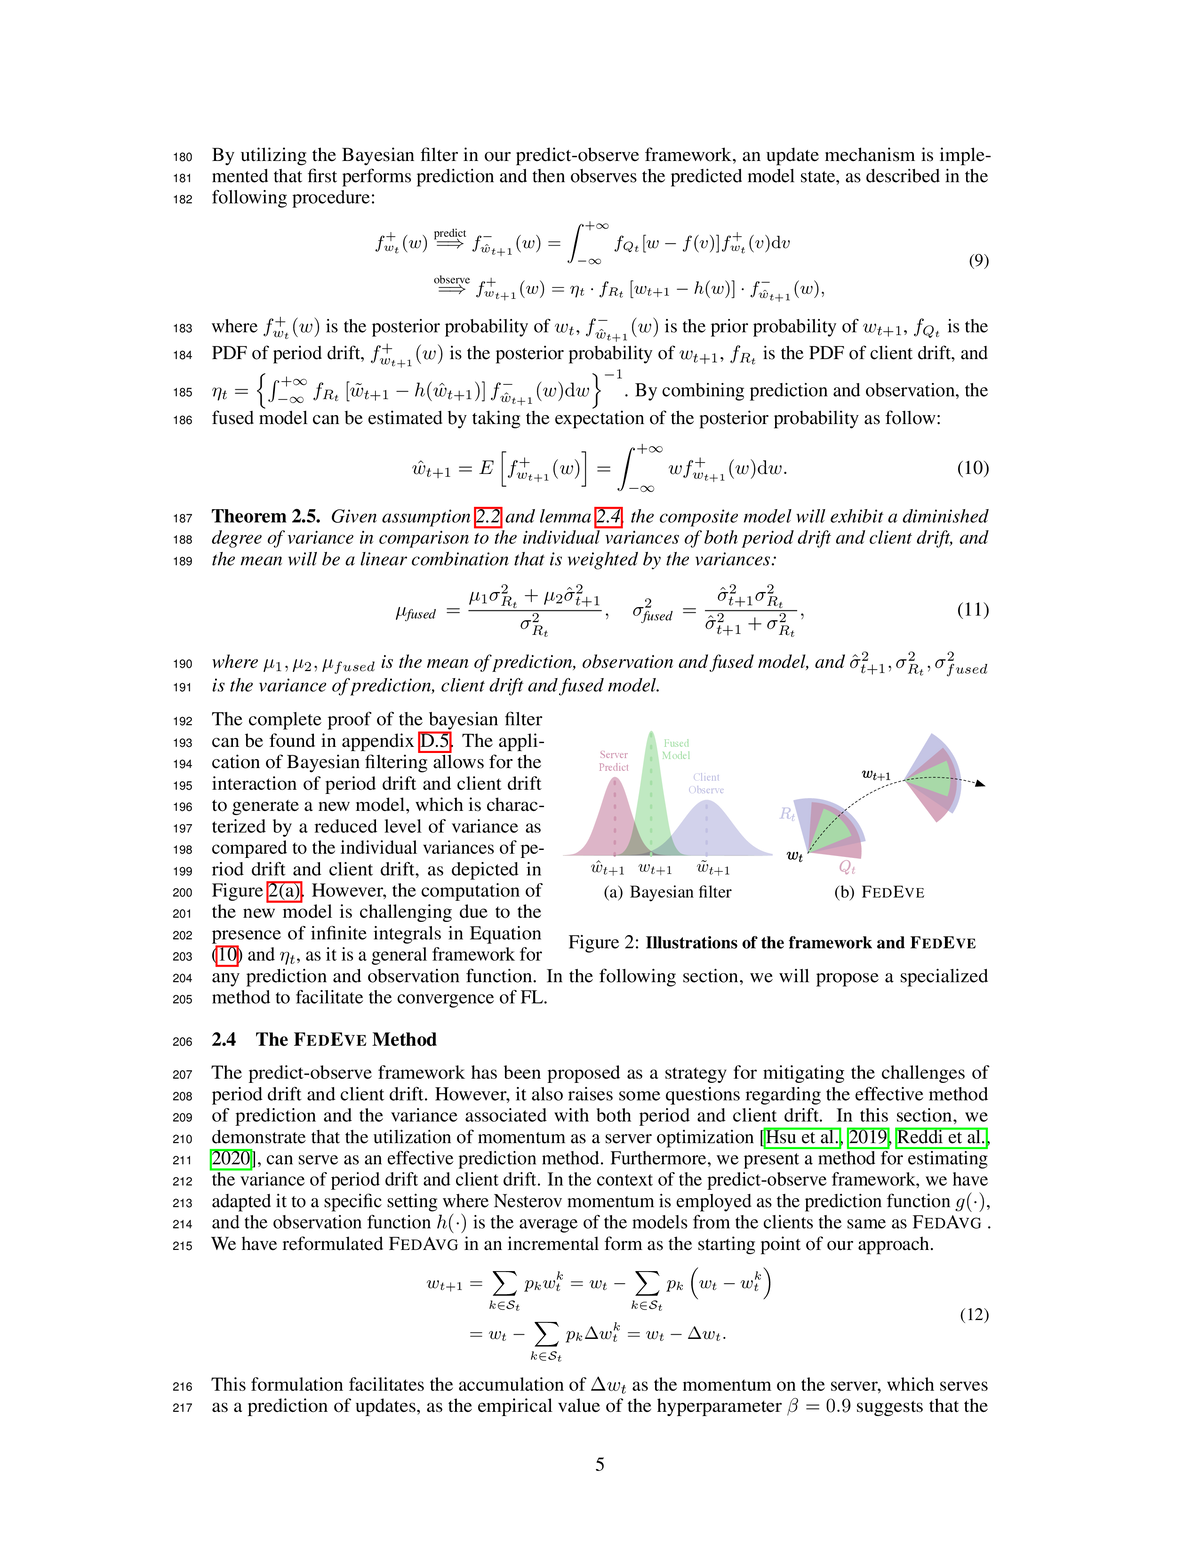 180 By utilizing the Bayesian filter in our predict-observe framework, an update mechanism is imple-
181 mented that first performs prediction and then observes the predicted model state, as described in the
182 following procedure:
f^+_{w_t}(w) \overset{predict}{\Longrightarrow} f^-_{\hat{w}_{t+1}}(w) = \int_{-\infty}^{+\infty} f_{Q_t}[w - f(v)] f^+_{w_t}(v)dv
\overset{observe}{\Longrightarrow} f^+_{w_{t+1}}(w) = \eta_t \cdot f_{R_t}[w_{t+1} - h(w)] \cdot f^-_{\hat{w}_{t+1}}(w), (9)
183 where f^+_{w_t}(w) is the posterior probability of w_t, f^-_{\hat{w}_{t+1}}(w) is the prior probability of w_{t+1}, f_{Q_t} is the
184 PDF of period drift, f^+_{w_{t+1}}(w) is the posterior probability of w_{t+1}, f_{R_t} is the PDF of client drift, and
185 \eta_t = \left\{\int_{-\infty}^{+\infty} f_{R_t}[\tilde{w}_{t+1} - h(\hat{w}_{t+1})] f^-_{\hat{w}_{t+1}}(w)dw\right\}^{-1}. By combining prediction and observation, the
186 fused model can be estimated by taking the expectation of the posterior probability as follow:
\hat{w}_{t+1} = E\left[f^+_{w_{t+1}}(w)\right] = \int_{-\infty}^{+\infty} w f^+_{w_{t+1}}(w)dw. (10)
187 Theorem 2.5. Given assumption 2.2 and lemma 2.4, the composite model will exhibit a diminished
188 degree of variance in comparison to the individual variances of both period drift and client drift, and
189 the mean will be a linear combination that is weighted by the variances:
\mu_{fused} = \frac{\mu_1\sigma^2_{R_t} + \mu_2\hat{\sigma}^2_{t+1}}{\sigma^2_{R_t}}, \sigma^2_{fused} = \frac{\hat{\sigma}^2_{t+1}\sigma^2_{R_t}}{\hat{\sigma}^2_{t+1} + \sigma^2_{R_t}}, (11)
190 where \mu_1, \mu_2, \mu_{fused} is the mean of prediction, observation and fused model, and \hat{\sigma}^2_{t+1}, \sigma^2_{R_t}, \sigma^2_{fused}
191 is the variance of prediction, client drift and fused model.
192 The complete proof of the bayesian filter
193 can be found in appendix D.5. The appli-
194 cation of Bayesian filtering allows for the
195 interaction of period drift and client drift
196 to generate a new model, which is charac-
197 terized by a reduced level of variance as
198 compared to the individual variances of pe-
199 riod drift and client drift, as depicted in
200 Figure 2(a). However, the computation of
201 the new model is challenging due to the
202 presence of infinite integrals in Equation
203 (10) and \eta_t, as it is a general framework for
Server
Predict
Fused
Model
Client
Observe
\hat{w}_{t+1} w_{t+1} \tilde{w}_{t+1}
(a) Bayesian filter
w_{t+1}
R_t
w_t
Q_t
(b) FEDEVE
Figure 2: Illustrations of the framework and FEDEVE
204 any prediction and observation function. In the following section, we will propose a specialized
205 method to facilitate the convergence of FL.
206 2.4 The FEDEVE Method
207 The predict-observe framework has been proposed as a strategy for mitigating the challenges of
208 period drift and client drift. However, it also raises some questions regarding the effective method
209 of prediction and the variance associated with both period and client drift. In this section, we
210 demonstrate that the utilization of momentum as a server optimization [Hsu et al., 2019, Reddi et al.,
211 2020], can serve as an effective prediction method. Furthermore, we present a method for estimating
212 the variance of period drift and client drift. In the context of the predict-observe framework, we have
213 adapted it to a specific setting where Nesterov momentum is employed as the prediction function g(·),
214 and the observation function h(·) is the average of the models from the clients the same as FEDAVG .
215 We have reformulated FEDAVG in an incremental form as the starting point of our approach.
w_{t+1} = \sum_{k \in S_t} p_k w^k_t = w_t - \sum_{k \in S_t} p_k \left(w_t - w^k_t\right)
= w_t - \sum_{k \in S_t} p_k \Delta w^k_t = w_t - \Delta w_t. (12)
216 This formulation facilitates the accumulation of \Delta w_t as the momentum on the server, which serves
217 as a prediction of updates, as the empirical value of the hyperparameter \beta = 0.9 suggests that the
5